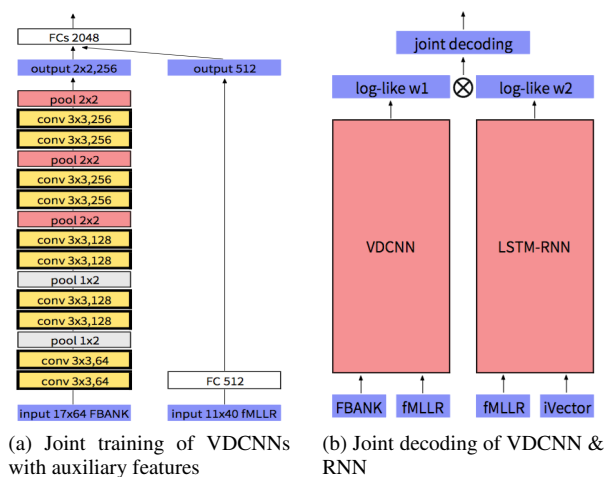 FCs 2048
output 2x2,256
output 512
pool 2x2
conv 3x3,256
conv 3x3,256
pool 2x2
conv 3x3,256
conv 3x3,256
pool 2x2
conv 3x3,128
conv 3x3,128
pool 1x2
conv 3x3,128
conv 3x3,128
pool 1x2
conv 3x3,64
conv 3x3,64
FC 512
input 17x64 FBANK
input 11x40 fMLLR
(a) Joint training of VDCNNs
with auxiliary features
joint decoding
log-like w1
log-like w2
VDCNN
LSTM-RNN
FBANK
fMLLR
fMLLR
iVector
(b) Joint decoding of VDCNN &
RNN